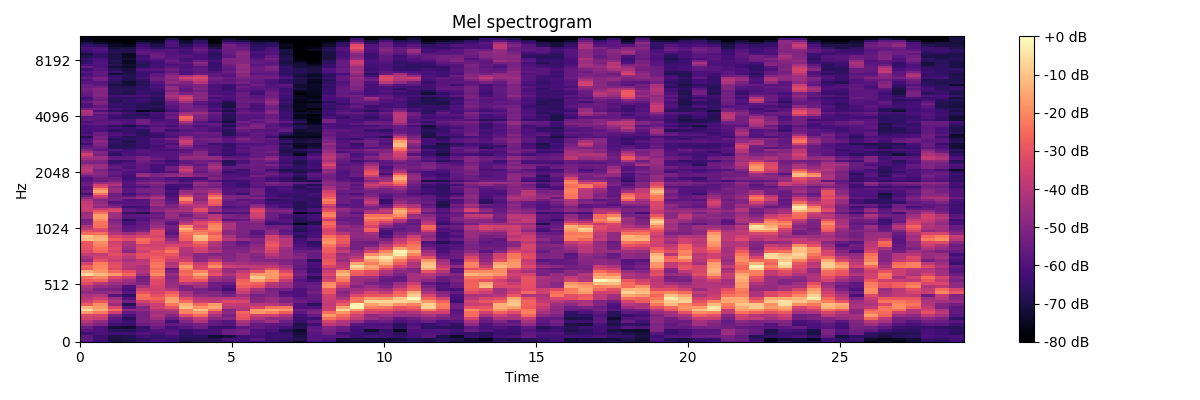 Mel spectrogram
Hz
8192
4096
2048
1024
512
0
0 5 10 15 20 25
Time
+0 dB
-10 dB
-20 dB
-30 dB
-40 dB
-50 dB
-60 dB
-70 dB
-80 dB